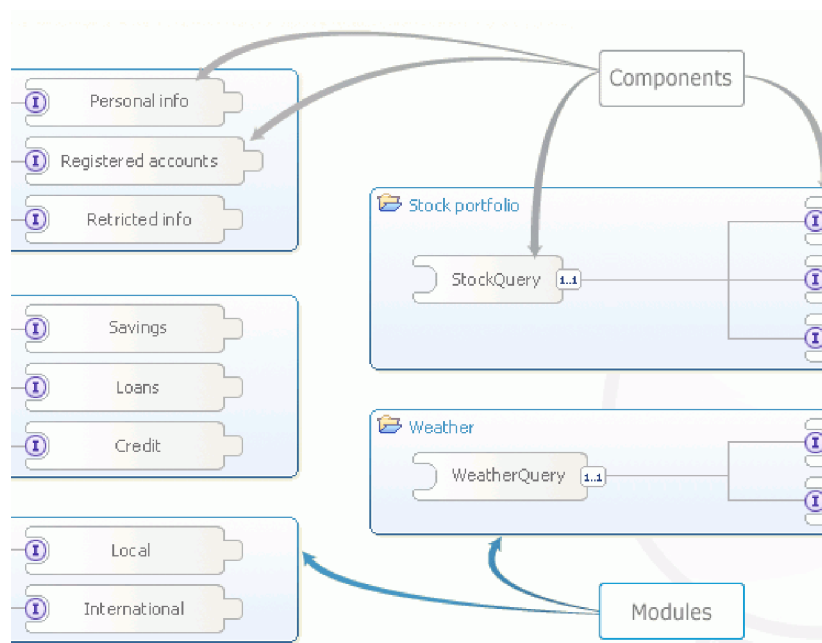 Components
Personal info
Registered accounts
Retricted info
Stock portfolio
StockQuery
1..1
Savings
Loans
Credit
Weather
WeatherQuery
1..1
Local
International
Modules
I
I
I
I
I
I
I
I
I
I
I
I
I